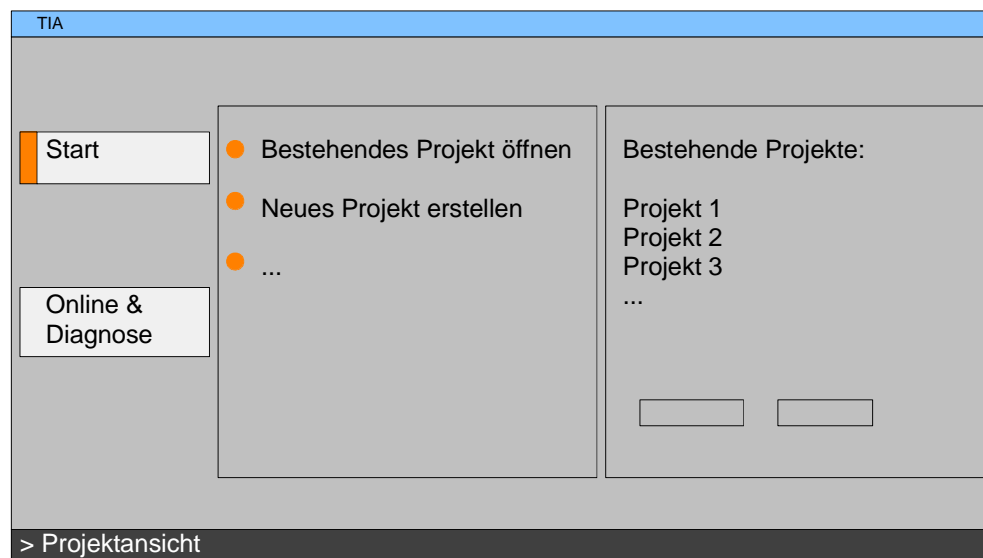 TIA
Start
Online &
Diagnose
Bestehendes Projekt öffnen
Neues Projekt erstellen
...
Bestehende Projekte:
Projekt 1
Projekt 2
Projekt 3
...
> Projektansicht